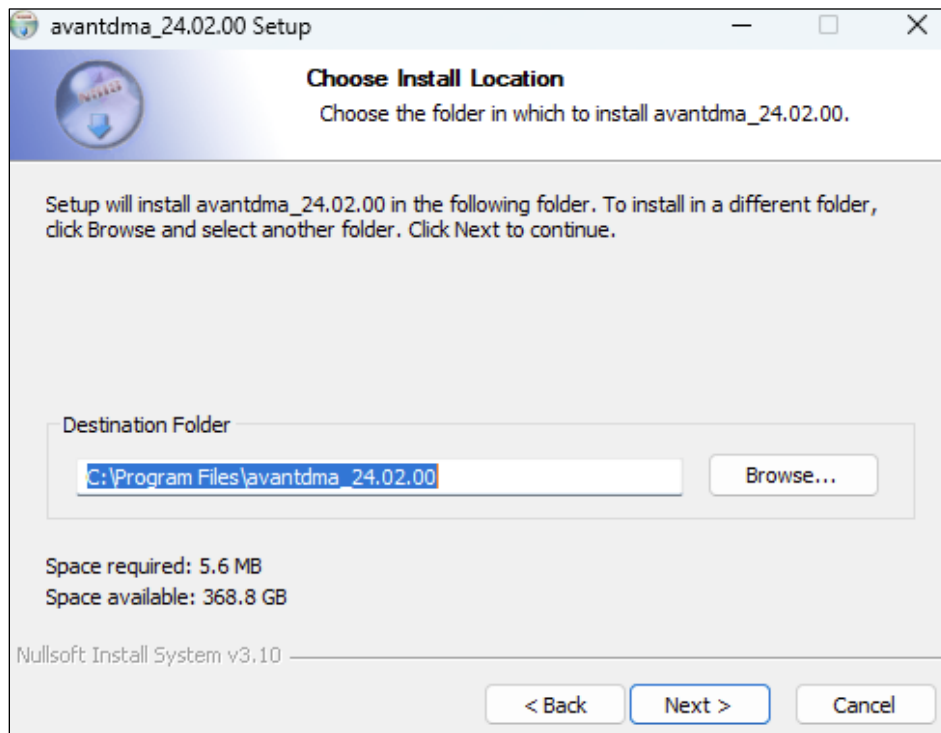 avantdma_24.02.00 Setup
Choose Install Location
Choose the folder in which to install avantdma_24.02.00.
Setup will install avantdma_24.02.00 in the following folder. To install in a different folder,
click Browse and select another folder. Click Next to continue.
Destination Folder
C:\Program Files\avantdma_24.02.00
Browse...
Space required: 5.6 MB
Space available: 368.8 GB
Nullsoft Install System v3.10
< Back
Next >
Cancel